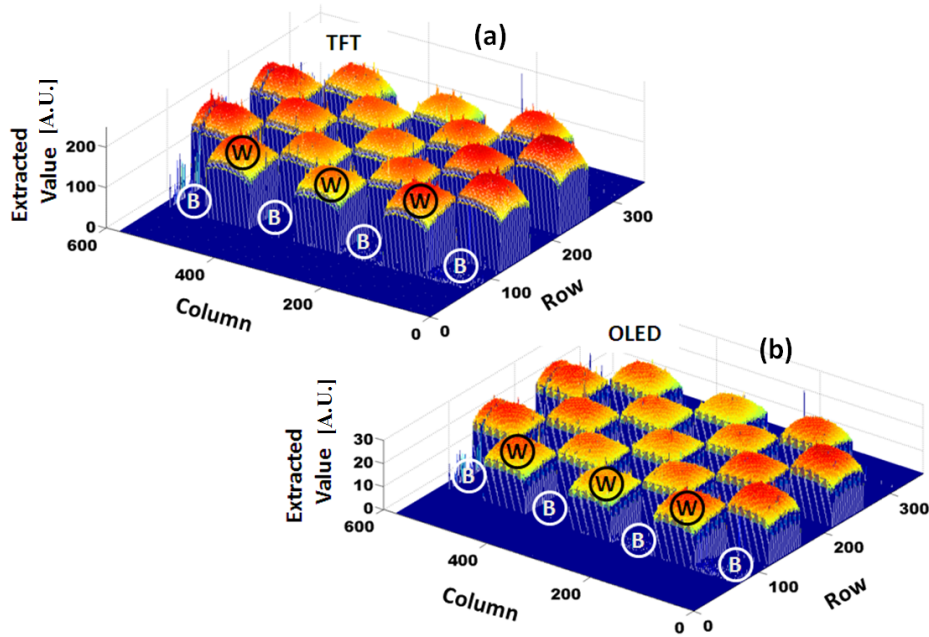 (a)
TFT
Extracted
Value [A.U.]
200
100
0
600
400
200
0
0
100
200
300
Column
Row
W
W
W
B
B
B
B
(b)
OLED
Extracted
Value [A.U.]
30
20
10
0
600
400
200
0
0
100
200
300
Column
Row
W
W
W
B
B
B
B